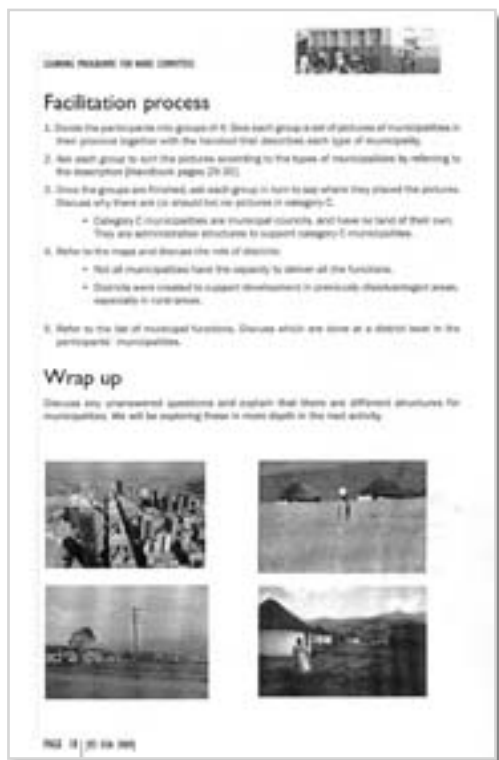 LEARNING PROGRAMME FOR WARD COMMITTEES
Facilitation process
1. Divide the participants into groups of 4. Give each group a set of pictures of municipalities in
their province together with the handout that describes each type of municipality.
2. Ask each group to sort the pictures according to the types of municipalities by referring to
the description (Handbook pages
3. Once the groups are finished, ask each group in turn to say where they placed the pictures.
Discuss why there are (or should be) no pictures in category C.
• Category C municipalities are municipal councils, and have no land of their own.
They are administration structures to support category C municipalities.
4. Refer to the maps and discuss the role of districts:
• Not all municipalities have the capacity to deliver all the functions.
• Districts were created to support development in previously disadvantaged areas,
especially in rural areas.
5. Refer to the list of municipal functions. Discuss which are done at a district level in the
participants' municipalities.
Wrap up
Discuss any unanswered questions and explain that there are different structures for
municipalities. We will be exploring these in more depth in the next activity.
PAGE